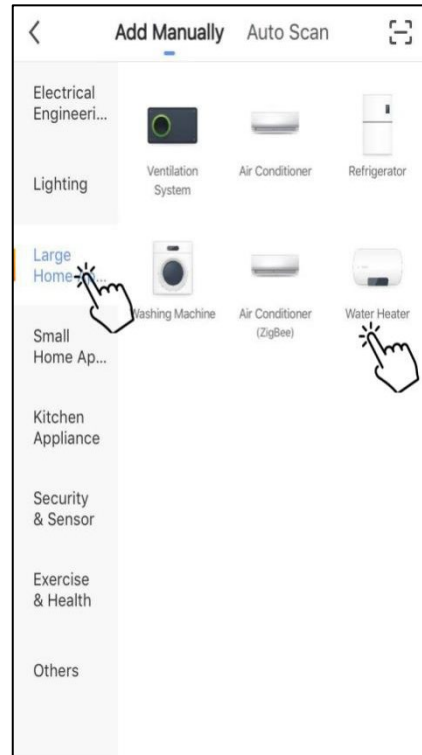 Add Manually Auto Scan
Electrical
Engineeri...
Lighting
Large
Home
Small
Home Ap...
Kitchen
Appliance
Security
& Sensor
Exercise
& Health
Others
Ventilation
System
Air Conditioner
Refrigerator
Washing Machine
Air Conditioner
(ZigBee)
Water Heater